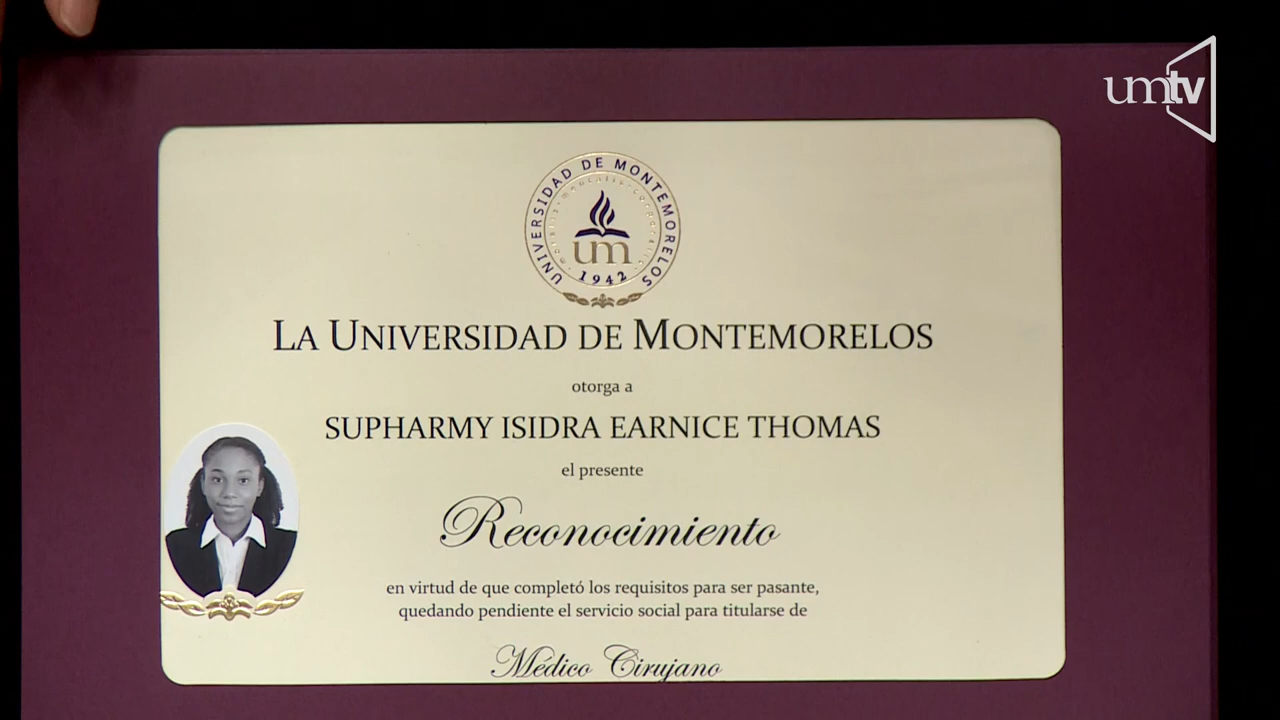 umtv
UNIVERSIDAD DE MONTEMORELOS
um
1942
LA UNIVERSIDAD DE MONTEMORELOS
otorga a
SUPHARMY ISIDRA EARNICE THOMAS
el presente
Reconocimiento
en virtud de que completó los requisitos para ser pasante,
quedando pendiente el servicio social para titularse de
Médico Cirujano